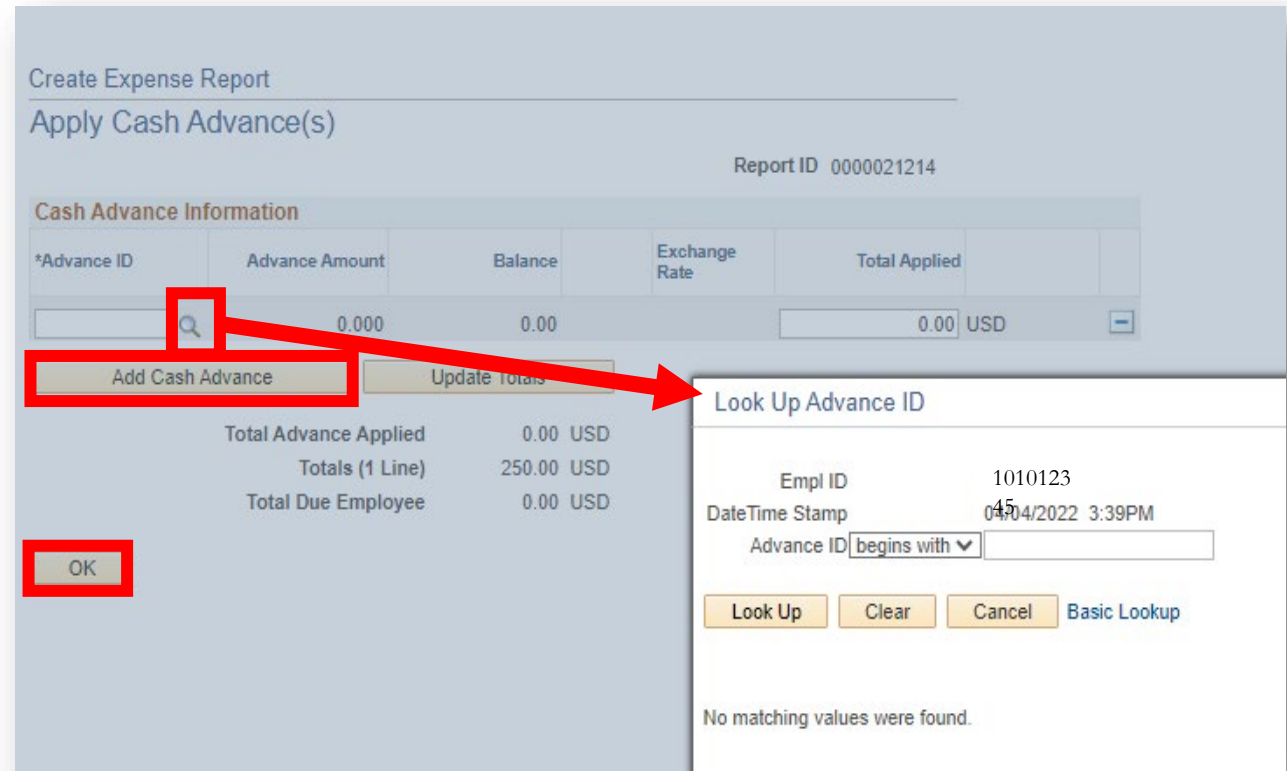 Create Expense Report
Apply Cash Advance(s)
Report ID 0000021214
Cash Advance Information
*Advance ID Advance Amount Balance Exchange Rate Total Applied
0.000 0.00 0.00 USD
Add Cash Advance Update Totals
Total Advance Applied 0.00 USD
Totals (1 Line) 250.00 USD
Total Due Employee 0.00 USD
OK
Look Up Advance ID
Empl ID 1010123
45
DateTime Stamp 04/04/2022 3:39PM
Advance ID begins with
Look Up Clear Cancel Basic Lookup
No matching values were found.